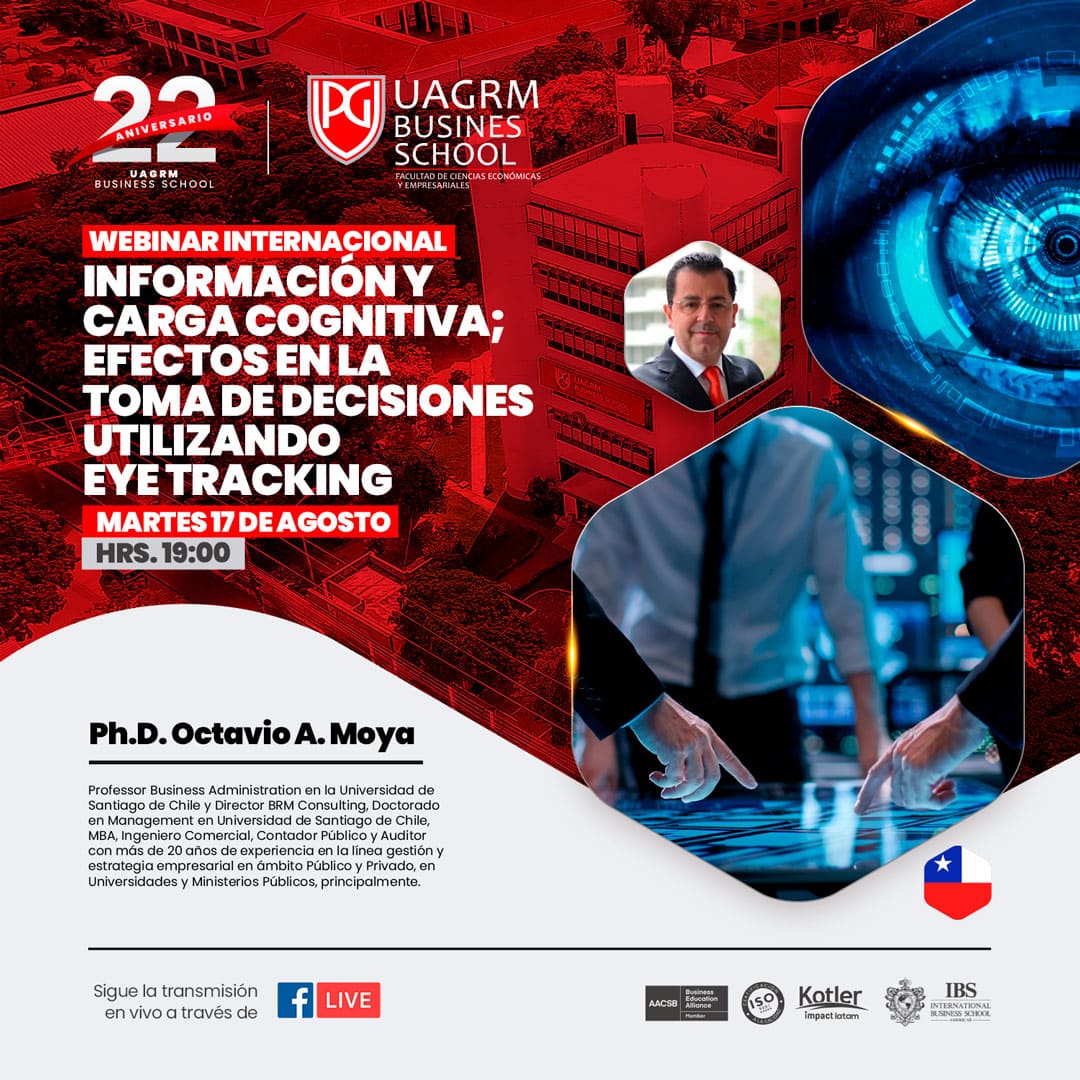 22
ANIVERSARIO
UAGRM
BUSINESS SCHOOL
PG
UAGRM
BUSINES
SCHOOL
FACULTAD DE CIENCIAS ECONÓMICAS
Y EMPRESARIALES
WEBINAR INTERNACIONAL
INFORMACIÓN Y
CARGA COGNITIVA;
EFECTOS EN LA
TOMA DE DECISIONES
UTILIZANDO
EYE TRACKING
MARTES 17 DE AGOSTO
HRS. 19:00
UAGRM
BUSINESS SCHOOL
Ph.D. Octavio A. Moya
Professor Business Administration en la Universidad de
Santiago de Chile y Director BRM Consulting, Doctorado
en Management en Universidad de Santiago de Chile,
MBA, Ingeniero Comercial, Contador Público y Auditor
con más de 20 años de experiencia en la línea gestión y
estrategia empresarial en ámbito Público y Privado, en
Universidades y Ministerios Públicos, principalmente.
Sigue la transmisión
en vivo a través de
f LIVE
AACSB
Business
Education
Alliance
Member
ISO
Kotler
impact latam
IBS
INTERNATIONAL
BUSINESS SCHOOL